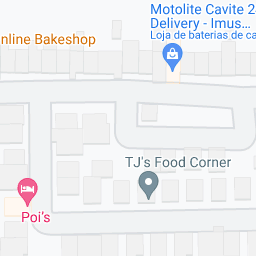 Motolite Cavite 2
Delivery - Imus...
Loja de baterias de ca
nline Bakeshop
TJ's Food Corner
Poi's